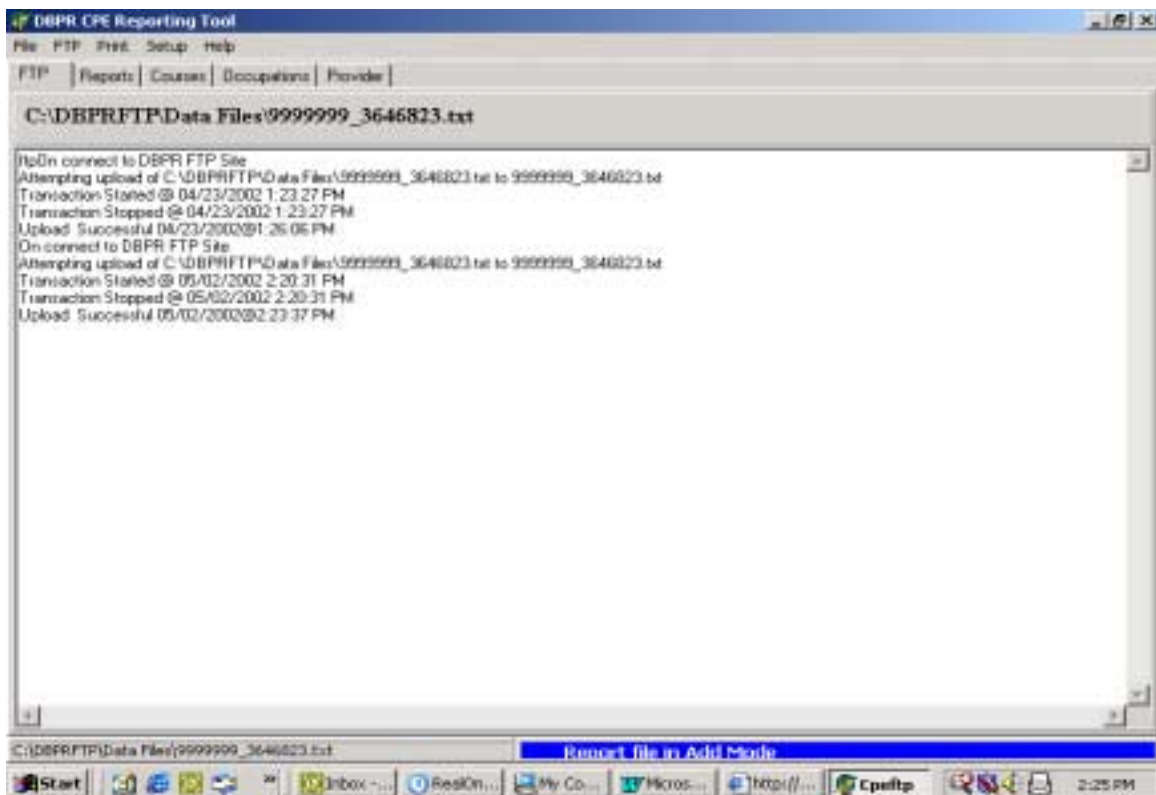 DBPR CPE Reporting Tool
File FTP Print Setup Help
FTP Reports Courses Occupations Provider
C:\DBPRFTP\Data Files\9999999_3646823.txt
ftpOn connect to DBPR FTP Site
Attempting upload of C:\DBPRFTP\Data Files\9999999_3646823.txt to 9999999_3646823.txt
Transaction Started @ 04/23/2002 1:23:27 PM
Transaction Stopped @ 04/23/2002 1:23:27 PM
Upload Successful 04/23/2002@1:26:06 PM
On connect to DBPR FTP Site
Attempting upload of C:\DBPRFTP\Data Files\9999999_3646823.txt to 9999999_3646823.txt
Transaction Started @ 05/02/2002 2:20:31 PM
Transaction Stopped @ 05/02/2002 2:20:31 PM
Upload Successful 05/02/2002@2:23:37 PM
C:\DBPRFTP\Data Files\9999999_3646823.txt Report file in Add Mode
Start Inbox -... RealOn... My Co... Micros... http://... Cpeftp 2:25 PM